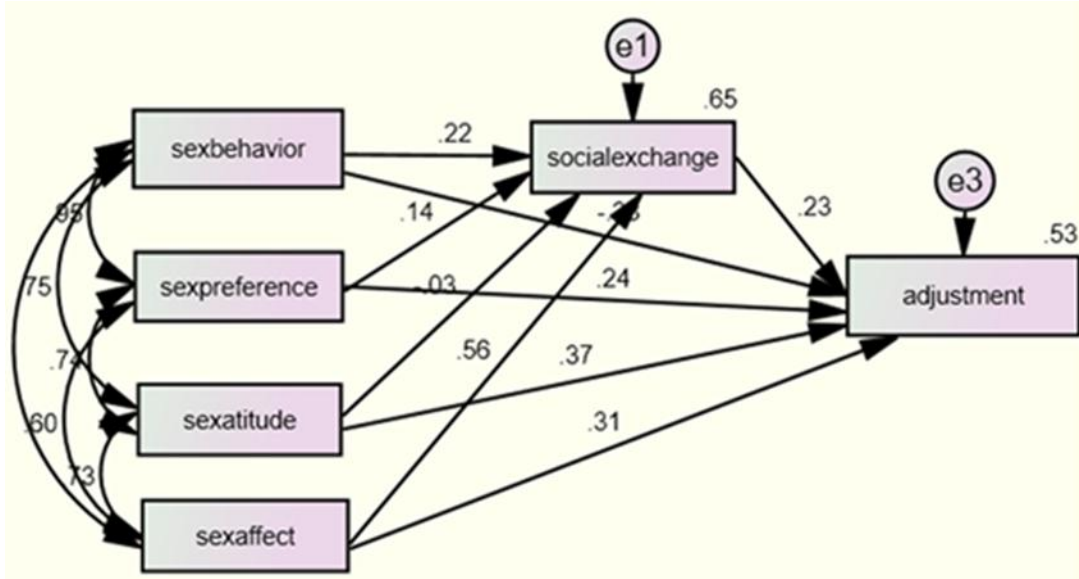 e1
.65
sexbehavior
.22
socialexchange
e3
.14
.23
.95
.53
sexpreference
.75
-.03
.24
adjustment
.74
.56
.37
sexatitude
.60
.31
.73
sexaffect